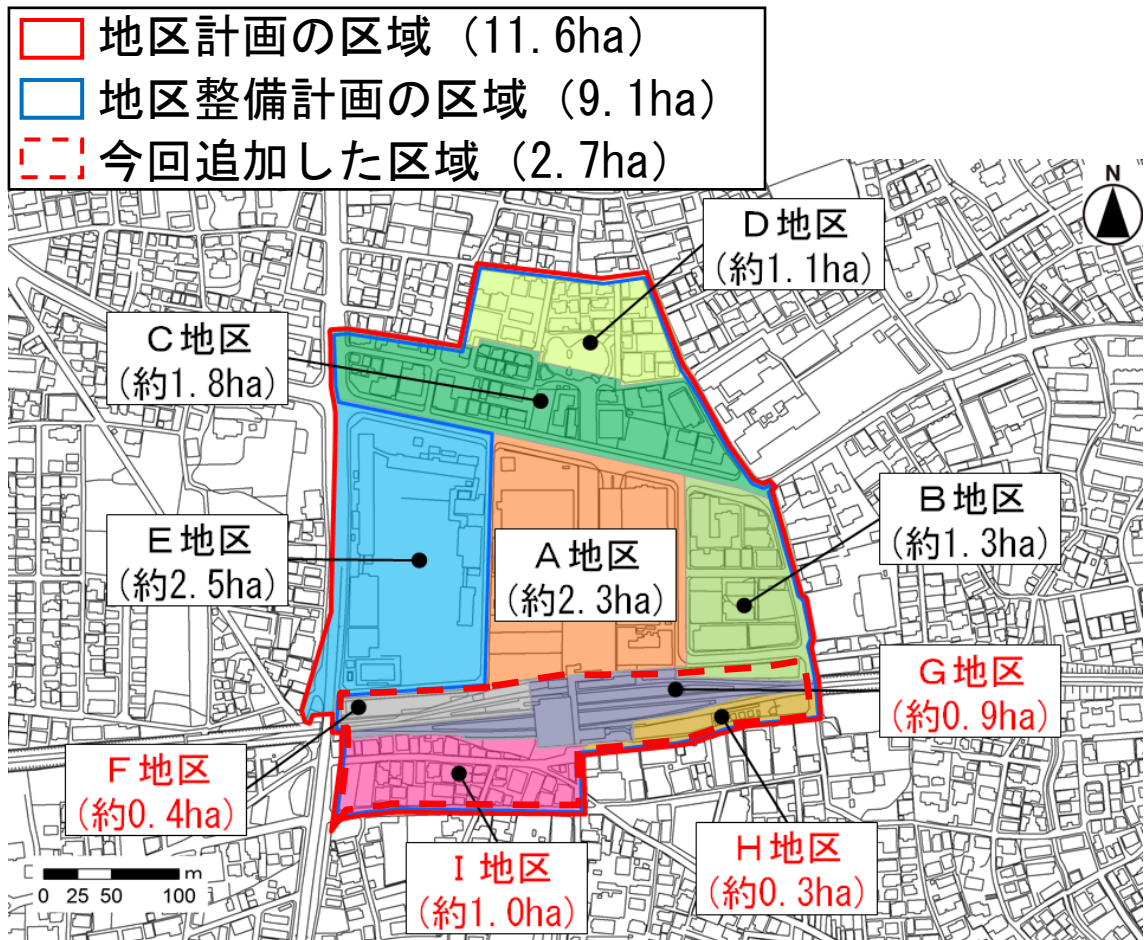 地区計画の区域（11.6ha）
地区整備計画の区域（9.1ha）
今回追加した区域（2.7ha）
N
D地区
（約1.1ha）
C地区
（約1.8ha）
B地区
（約1.3ha）
E地区
（約2.5ha）
A地区
（約2.3ha）
G地区
（約0.9ha）
F地区
（約0.4ha）
H地区
（約0.3ha）
I地区
（約1.0ha）
m
0 25 50 100